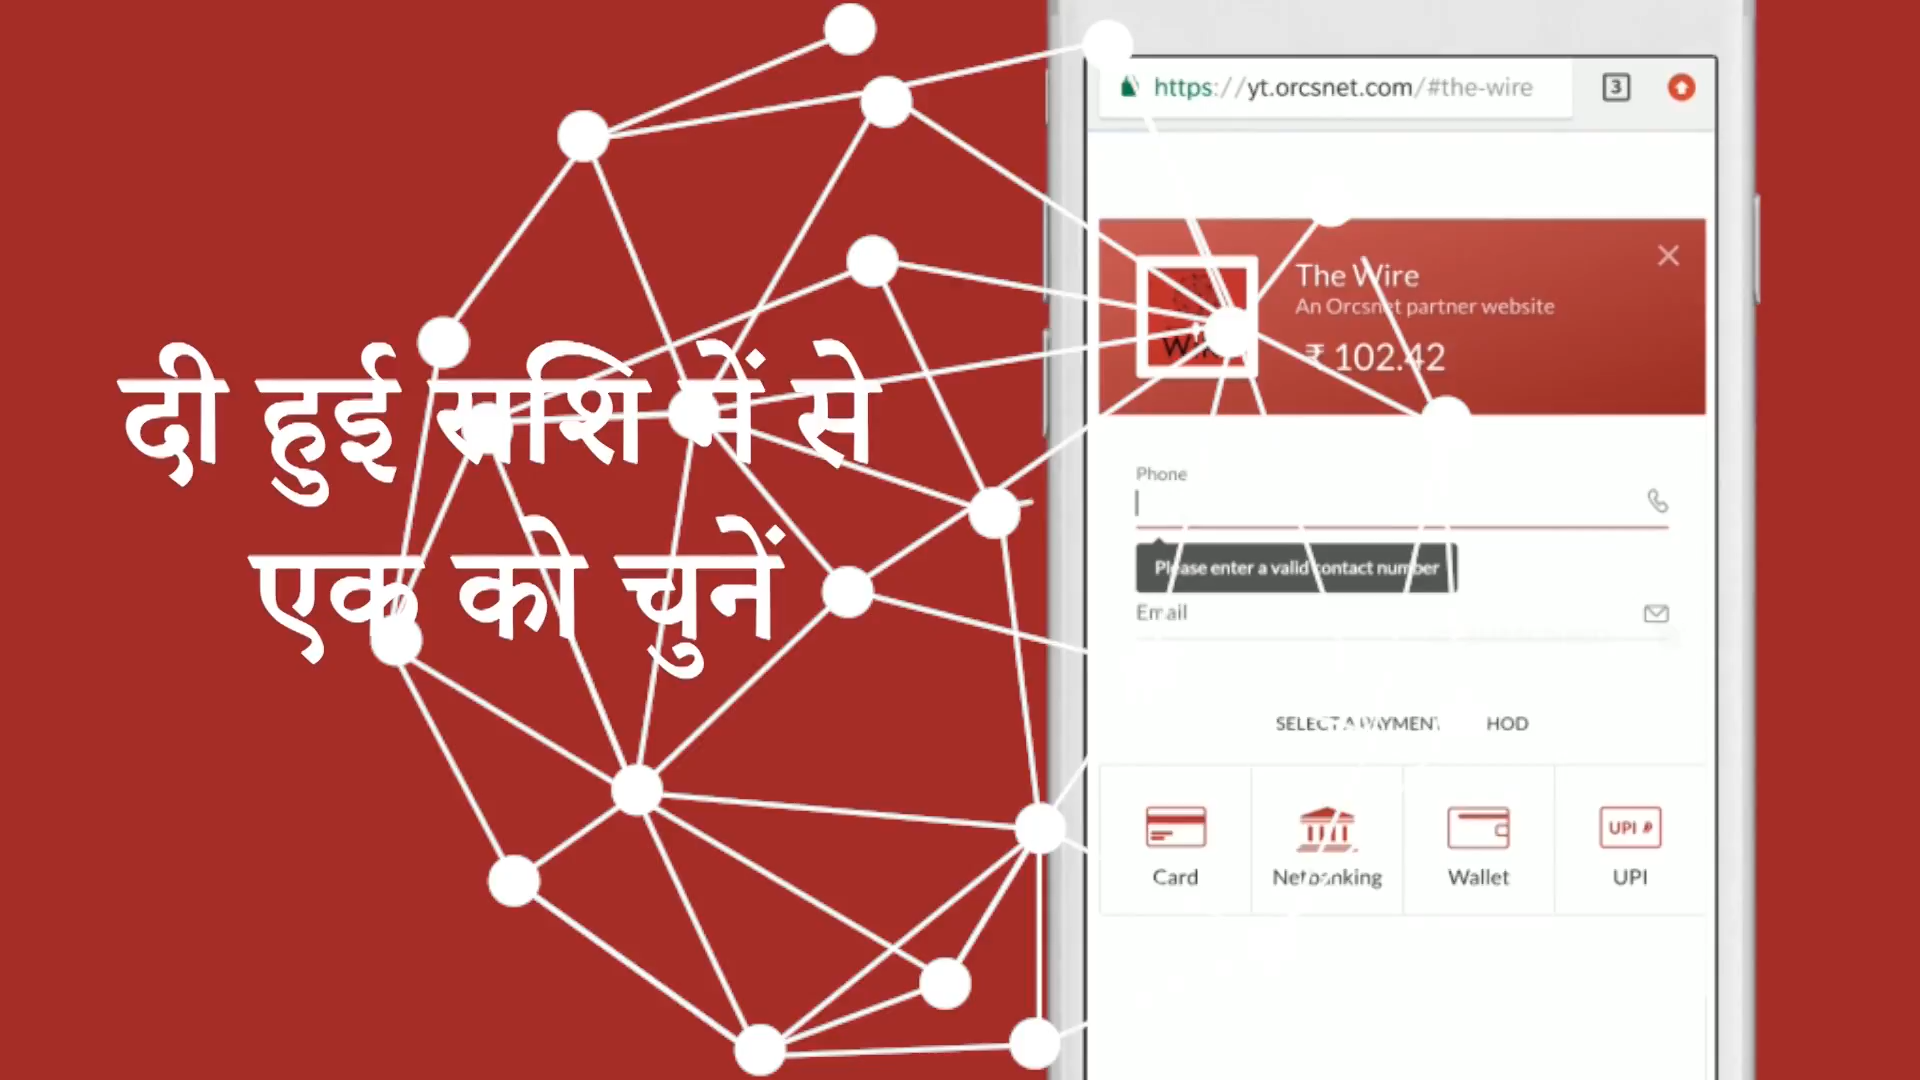 दी हुई राशि में से
एक को चुनें
https://yt.orcsnet.com/#the-wire
3
The Wire
An Orcsnet partner website
₹ 102.42
Phone
Please enter a valid contact number
Email
SELECT A PAYMENT
Card
Netbanking
Wallet
UPI
UPI